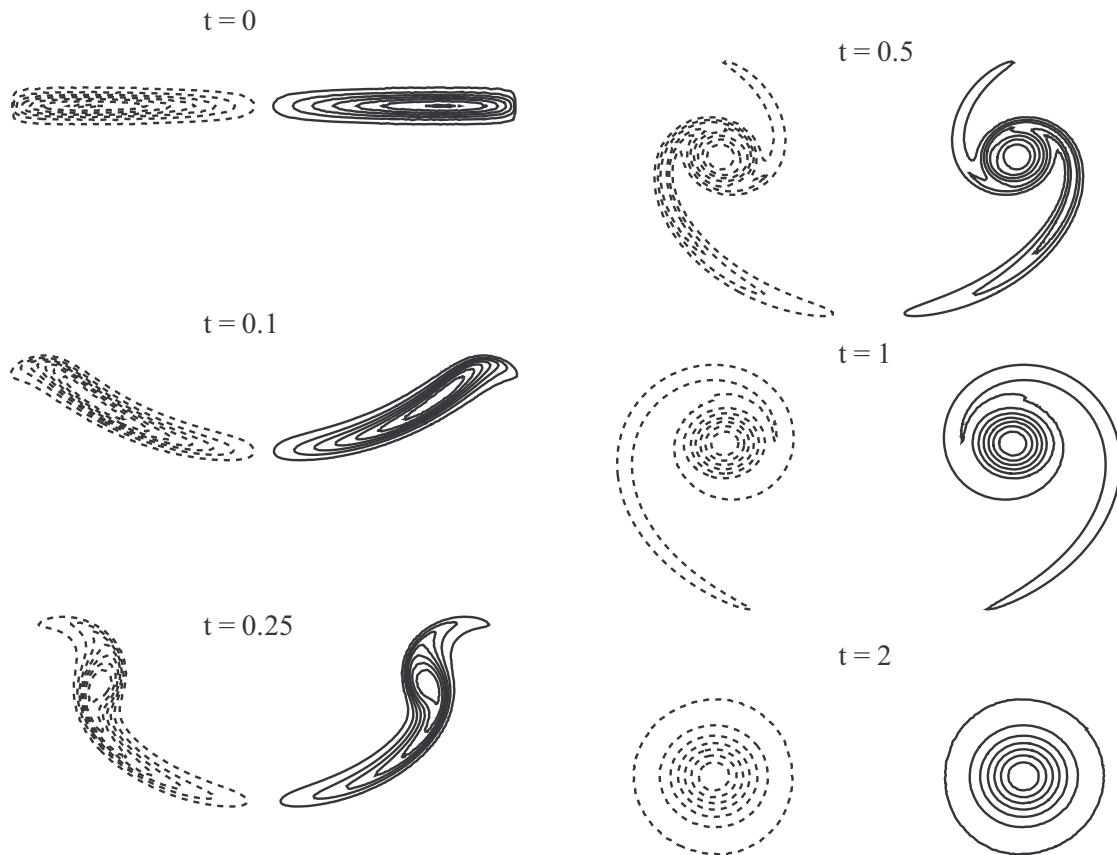 t = 0
t = 0.1
t = 0.25
t = 0.5
t = 1
t = 2